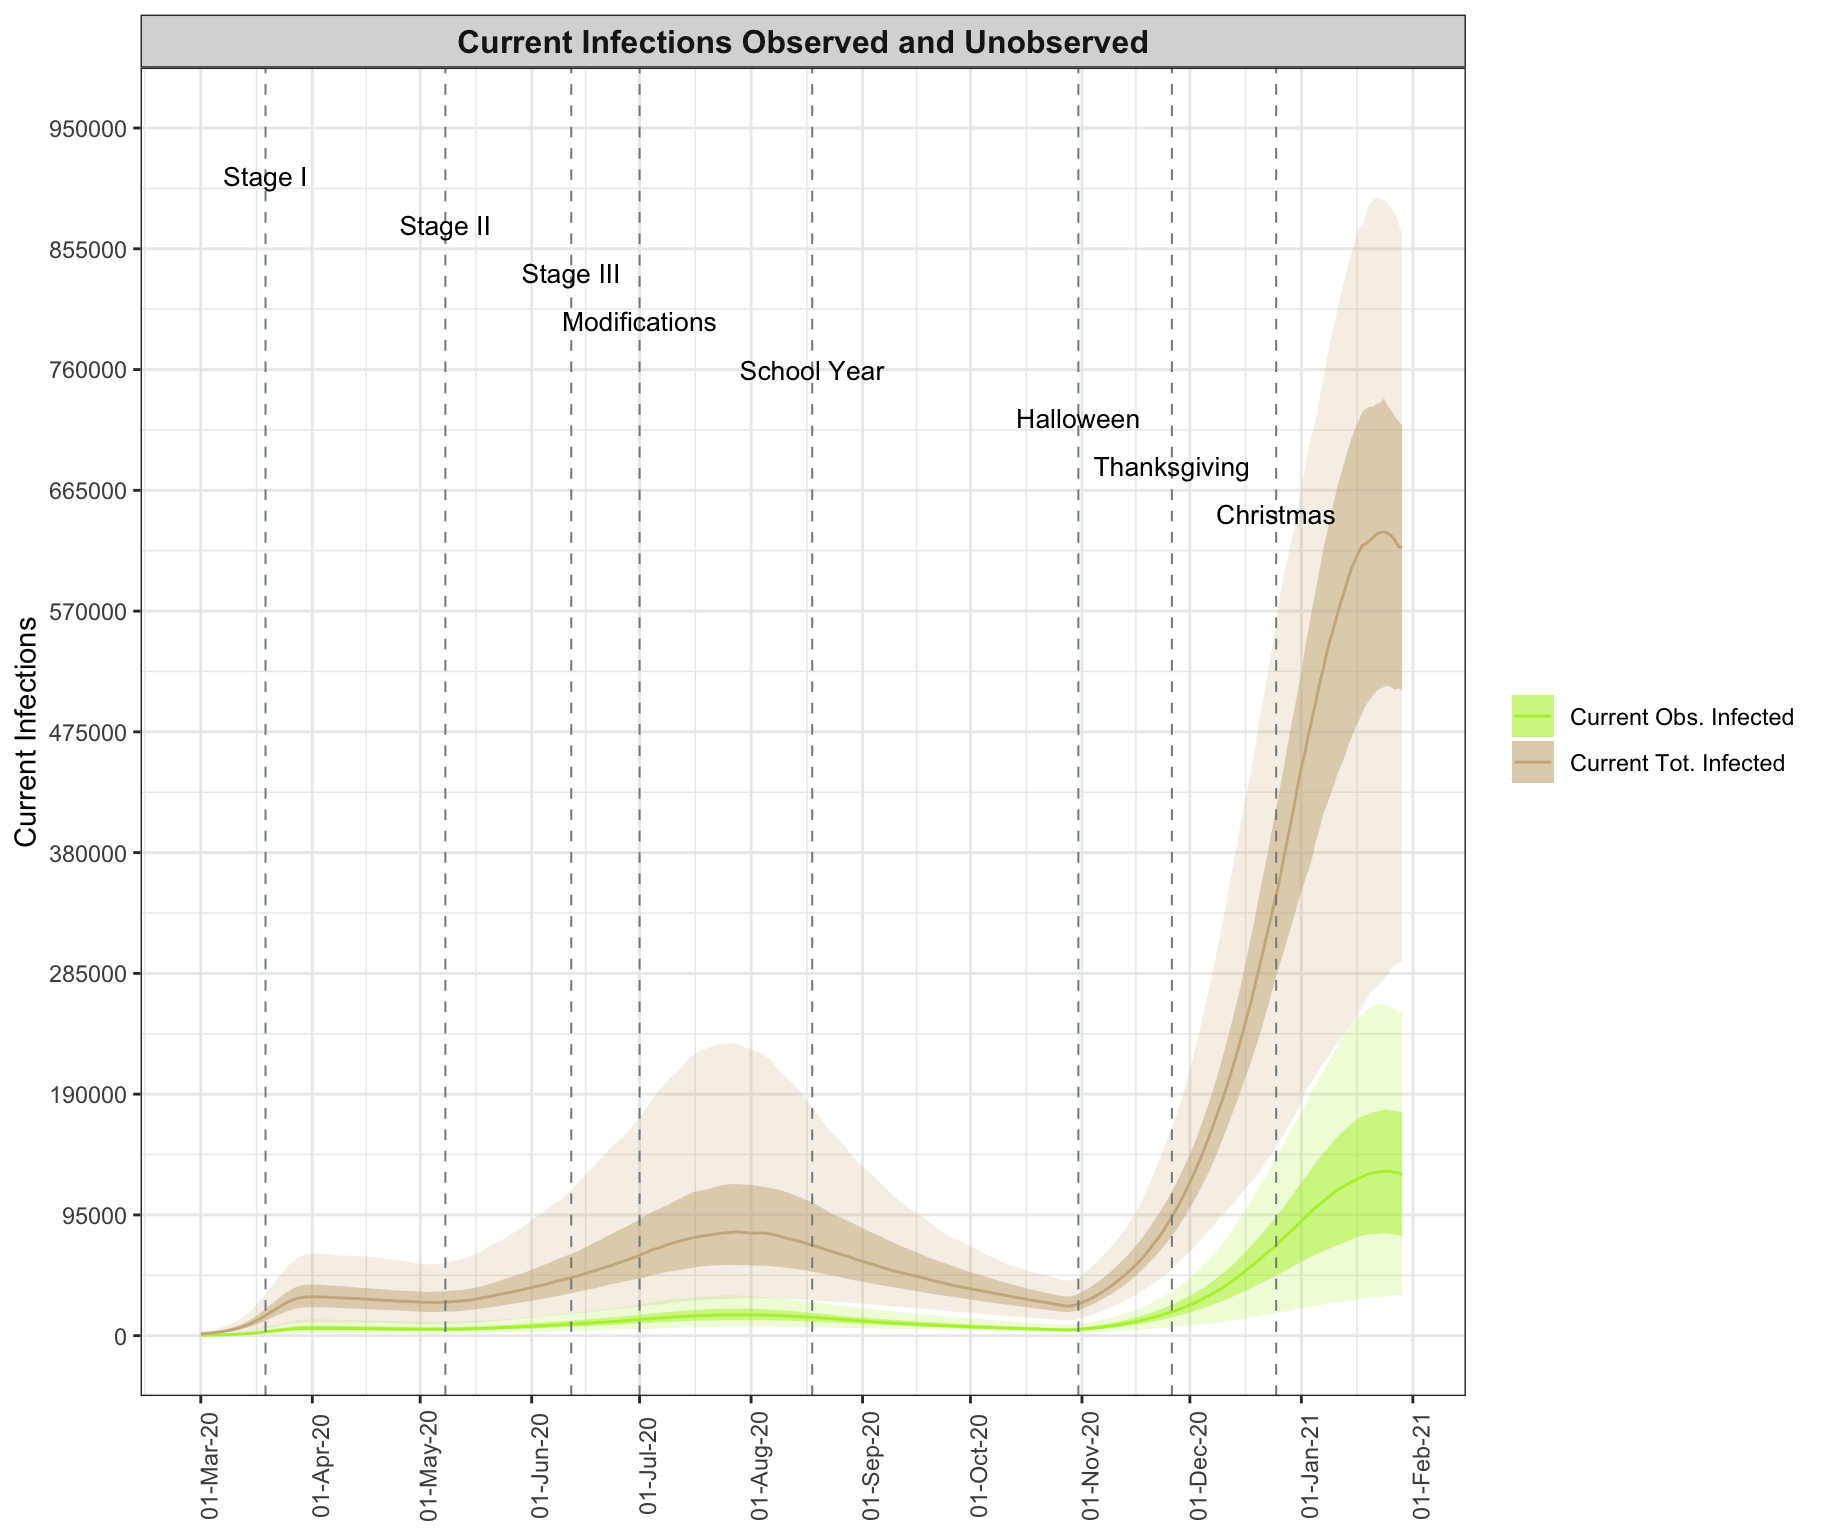 Current Infections Observed and Unobserved
Current Infections
950000
855000
760000
665000
570000
475000
380000
285000
190000
95000
0
Stage I
Stage II
Stage III
Modifications
School Year
Halloween
Thanksgiving
Christmas
01-Mar-20
01-Apr-20
01-May-20
01-Jun-20
01-Jul-20
01-Aug-20
01-Sep-20
01-Oct-20
01-Nov-20
01-Dec-20
01-Jan-21
01-Feb-21
Current Obs. Infected
Current Tot. Infected